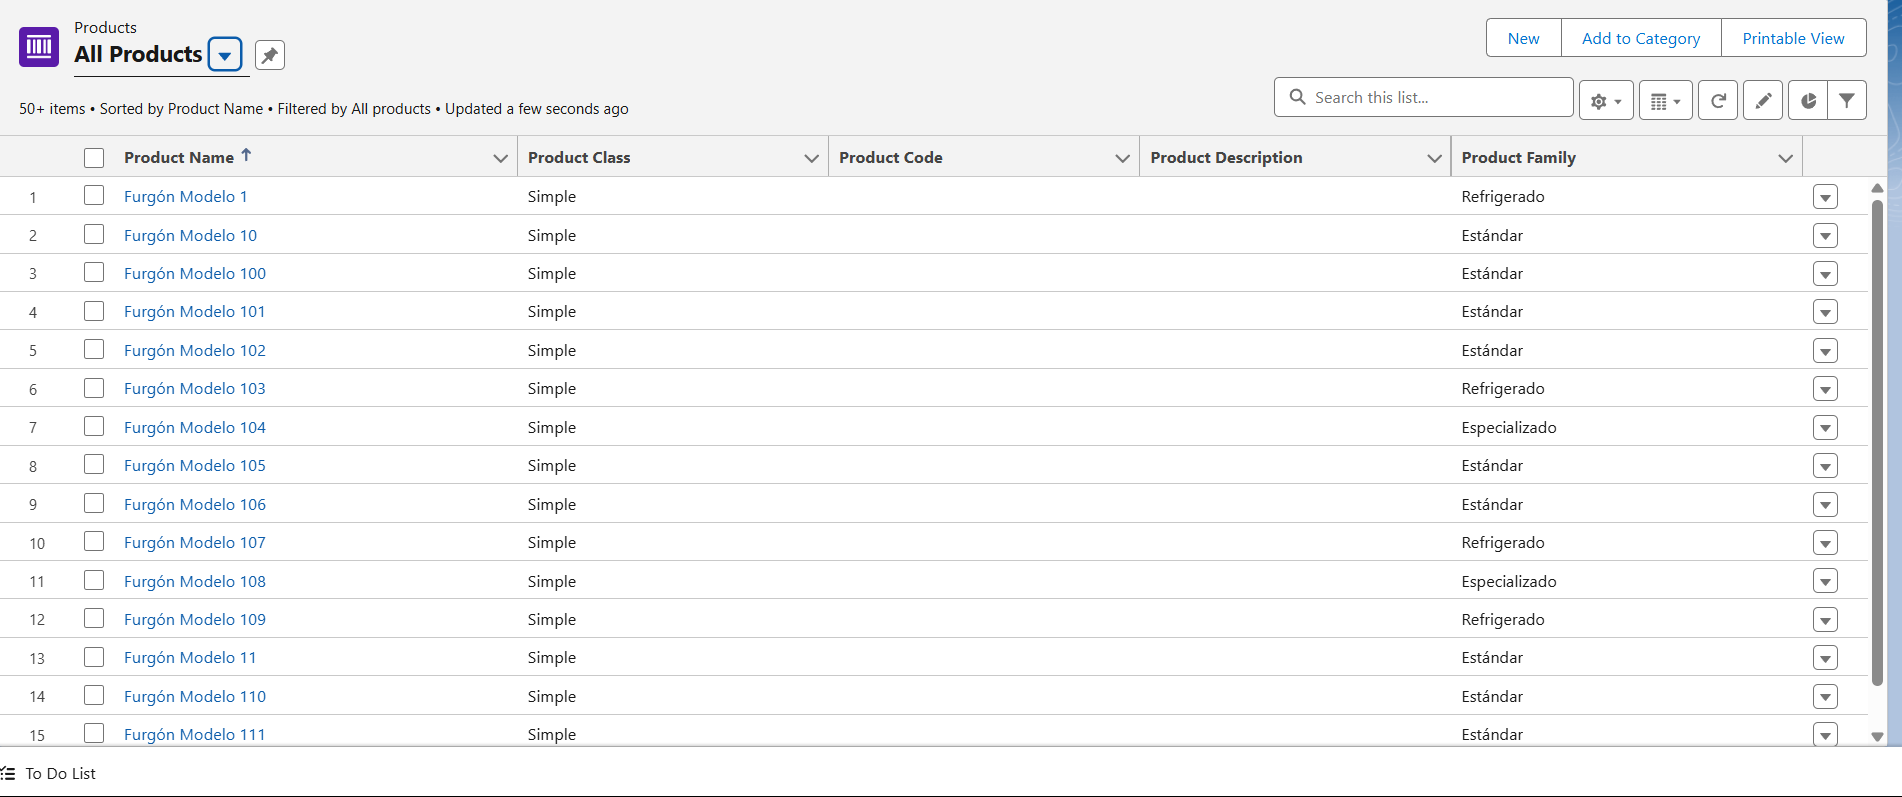 Products
All Products
New Add to Category Printable View
50+ items • Sorted by Product Name • Filtered by All products • Updated a few seconds ago
Search this list...
Product Name Product Class Product Code Product Description Product Family
1 Furgón Modelo 1 Simple Refrigerado
2 Furgón Modelo 10 Simple Estándar
3 Furgón Modelo 100 Simple Estándar
4 Furgón Modelo 101 Simple Estándar
5 Furgón Modelo 102 Simple Estándar
6 Furgón Modelo 103 Simple Refrigerado
7 Furgón Modelo 104 Simple Especializado
8 Furgón Modelo 105 Simple Estándar
9 Furgón Modelo 106 Simple Estándar
10 Furgón Modelo 107 Simple Refrigerado
11 Furgón Modelo 108 Simple Especializado
12 Furgón Modelo 109 Simple Refrigerado
13 Furgón Modelo 11 Simple Estándar
14 Furgón Modelo 110 Simple Estándar
15 Furgón Modelo 111 Simple Estándar
To Do List